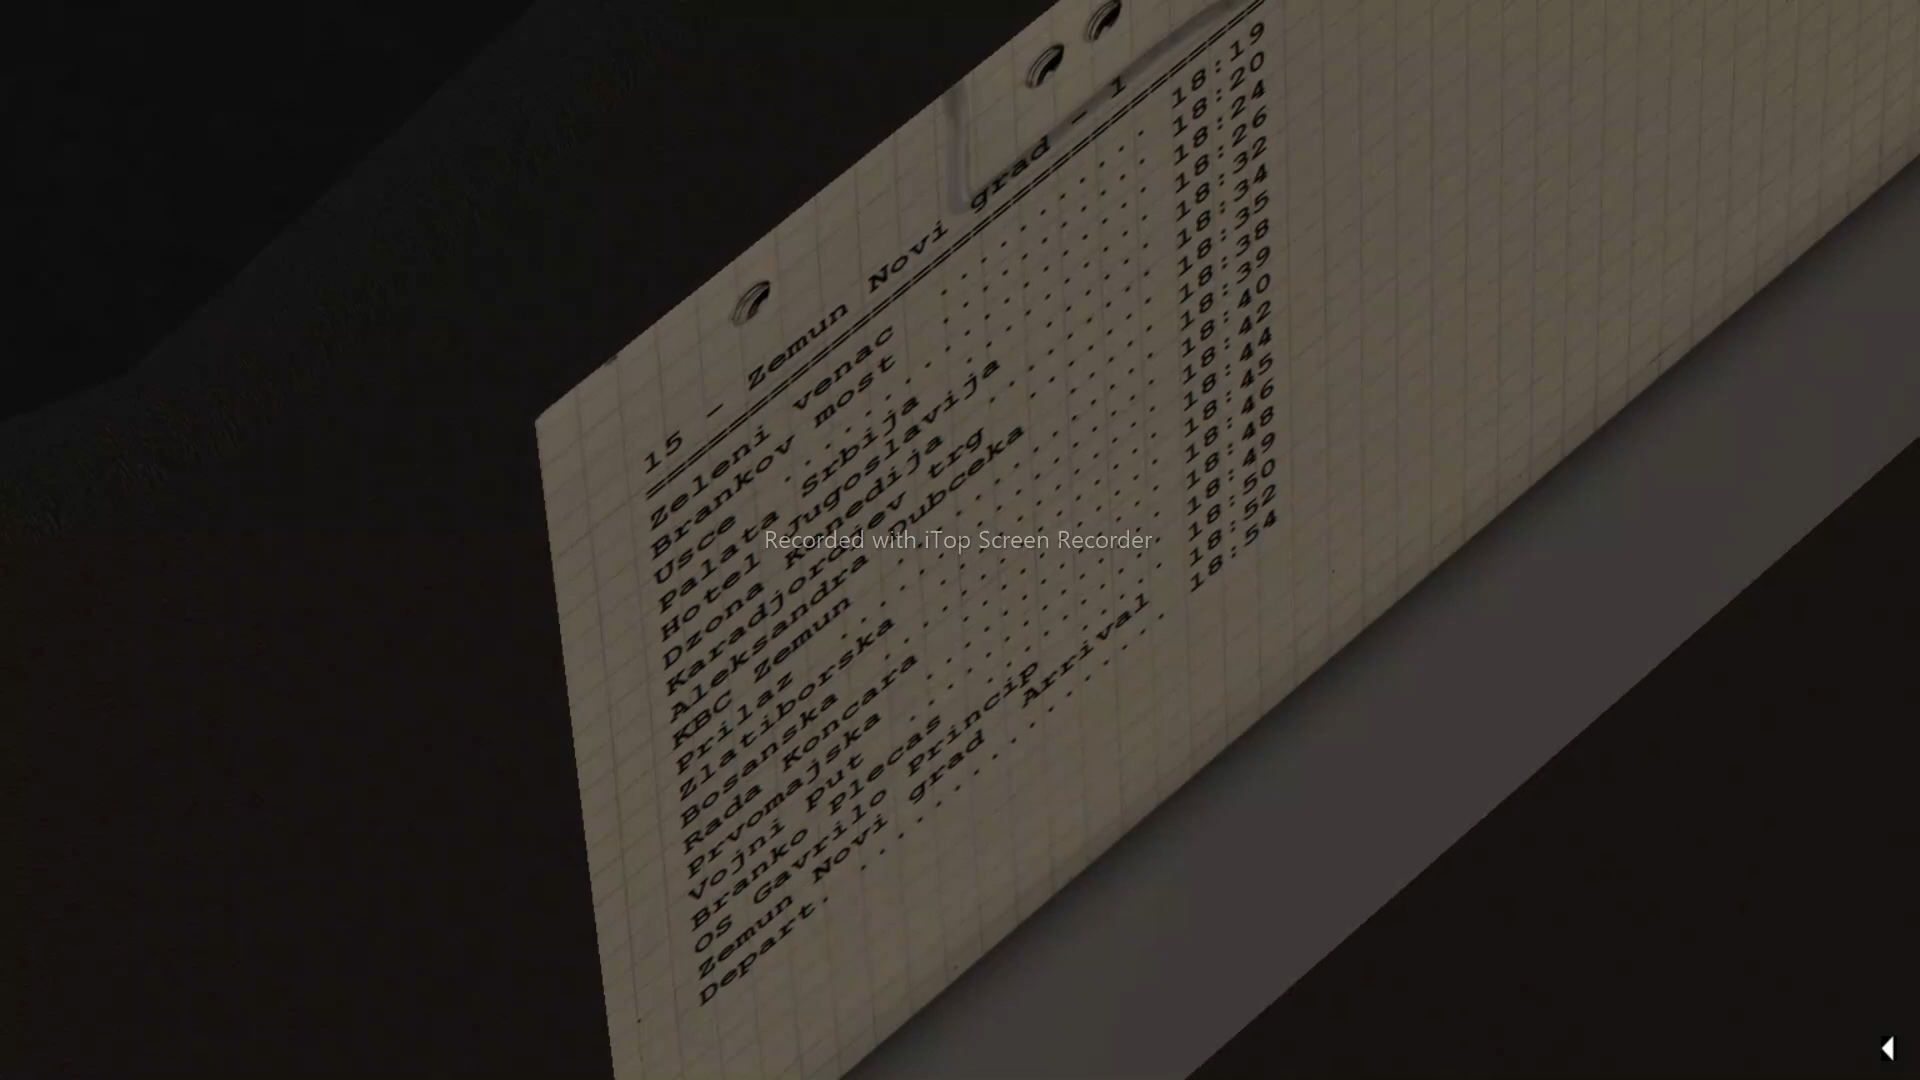 15 - Zemun Novi grad - 1
Zeleni venac . . . . . . 18:19
Brankov most . . . . . . 18:20
Usce . . . . . . . . . . 18:24
Palata Srbija . . . . . . 18:26
Hotel Jugoslavija . . . . 18:32
Dzona Kenedija . . . . . 18:34
Karadjordjev trg . . . . 18:35
Aleksandra Dubceka . . . 18:38
KBC Zemun . . . . . . . . 18:39
Prilaz . . . . . . . . . 18:40
Zlatiborska . . . . . . . 18:42
Bosanska . . . . . . . . 18:44
Rada Koncara . . . . . . 18:45
Prvomajska . . . . . . . 18:46
Vojni put . . . . . . . . 18:48
Branko Plecas . . . . . . 18:49
OS Gavrilo Princip . . . 18:50
Zemun Novi grad Arrival 18:52
Depart. . . . . . . . . . 18:54
Recorded with iTop Screen Recorder